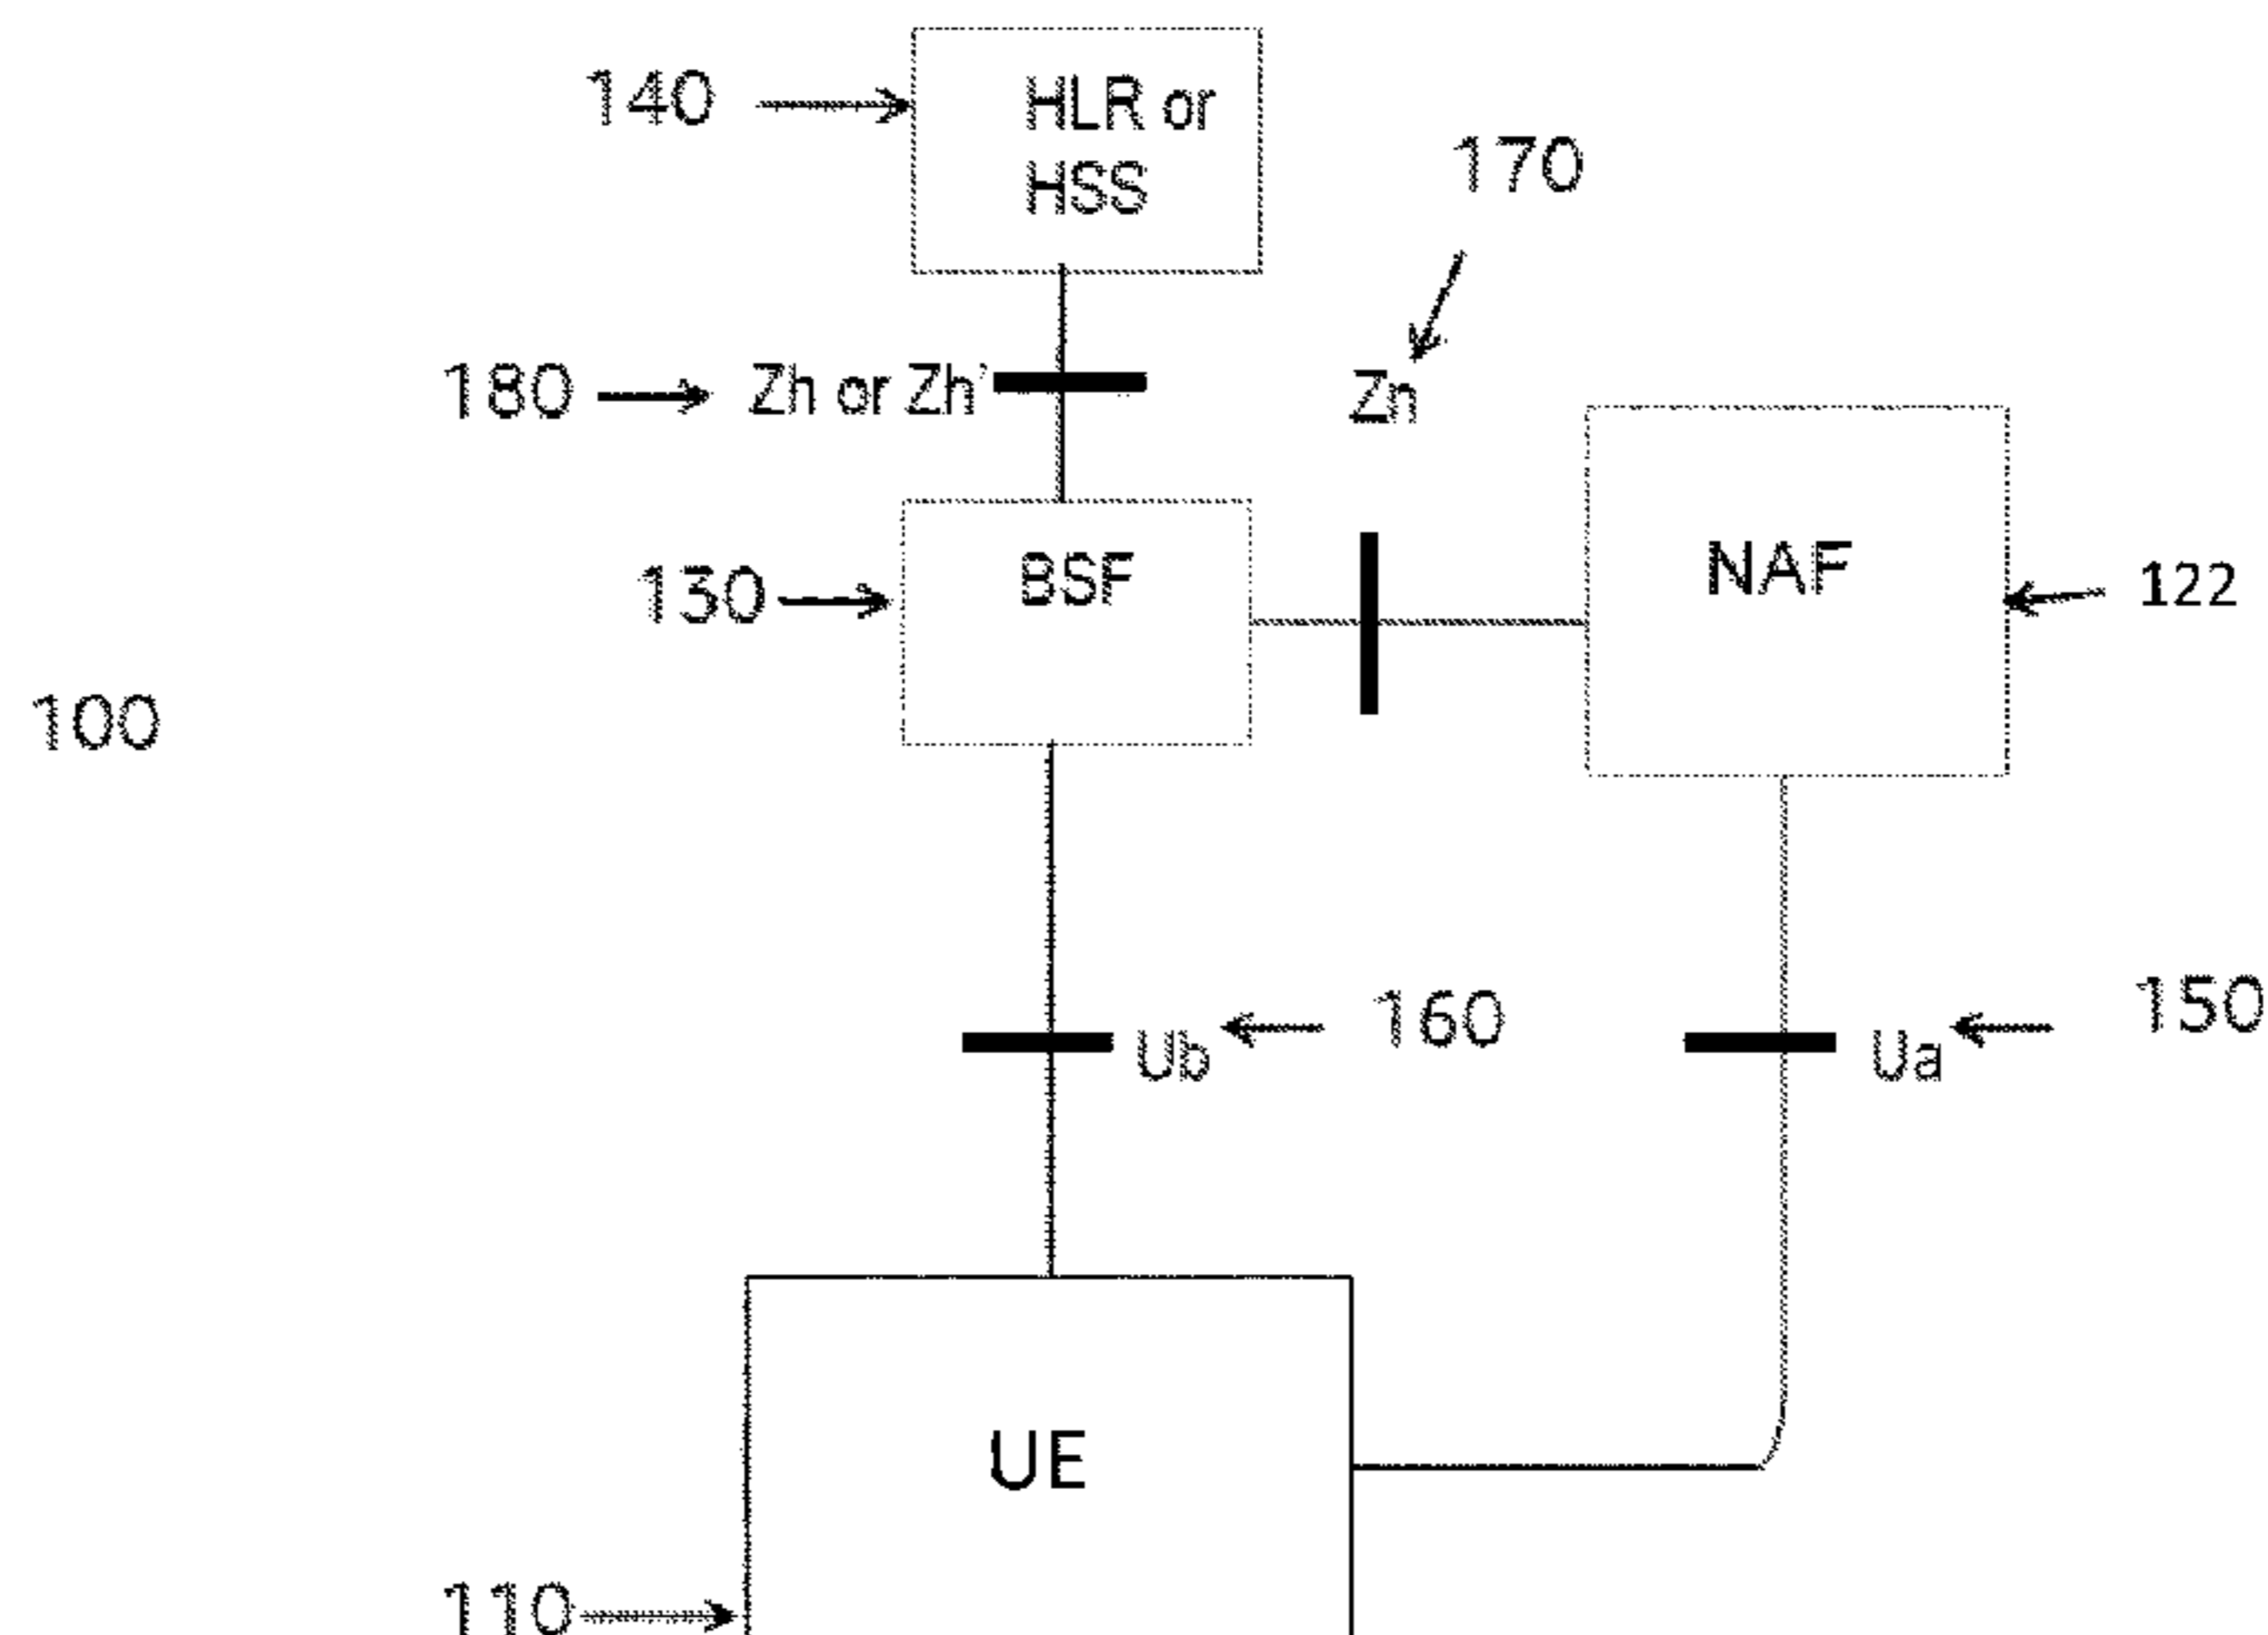 140
HLR or
HSS
170
180
Zh or Zh'
Zn
130
BSF
NAF
122
100
Ub
160
Ua
150
UE
110